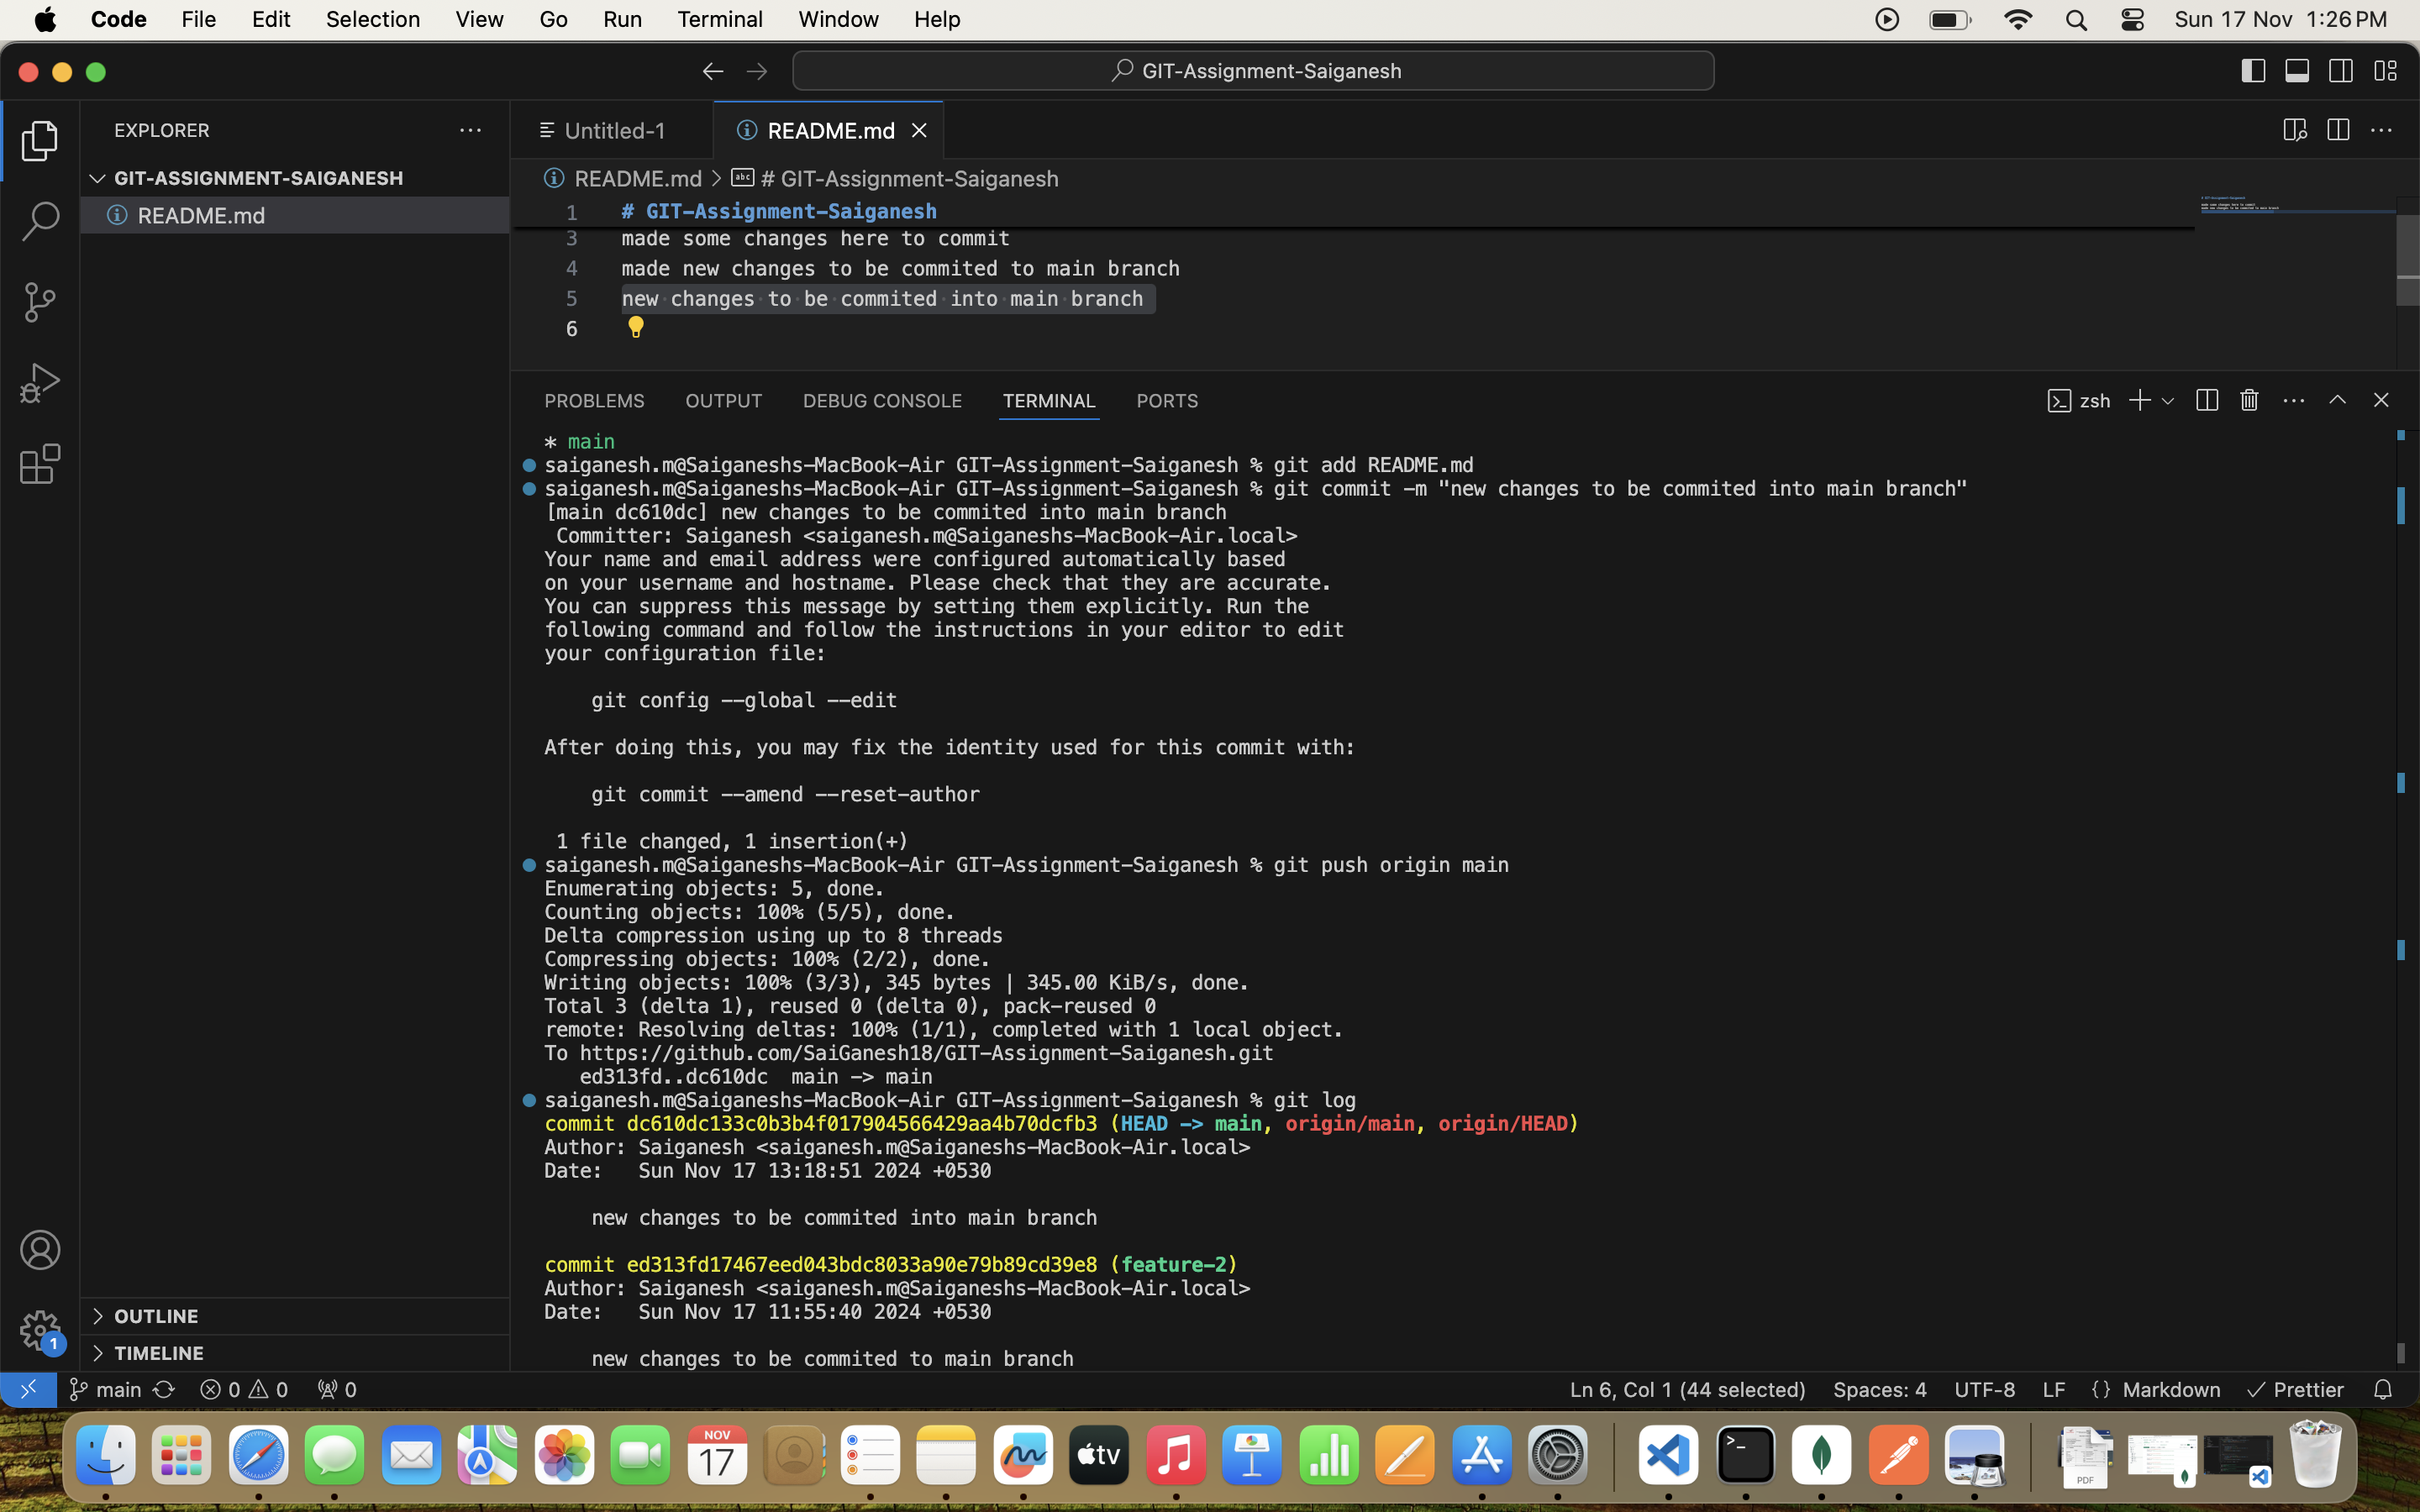 Code File Edit Selection View Go Run Terminal Window Help Sun 17 Nov 1:26 PM
GIT-Assignment-Saiganesh
EXPLORER
Untitled-1 README.md
GIT-ASSIGNMENT-SAIGANESH
README.md
README.md > # GIT-Assignment-Saiganesh
1 # GIT-Assignment-Saiganesh
3 made some changes here to commit
4 made new changes to be commited to main branch
5 new changes to be commited into main branch
6
PROBLEMS OUTPUT DEBUG CONSOLE TERMINAL PORTS zsh
* main
saiganesh.m@Saiganeshs-MacBook-Air GIT-Assignment-Saiganesh % git add README.md
saiganesh.m@Saiganeshs-MacBook-Air GIT-Assignment-Saiganesh % git commit -m "new changes to be commited into main branch"
[main dc610dc] new changes to be commited into main branch
Committer: Saiganesh <saiganesh.m@Saiganeshs-MacBook-Air.local>
Your name and email address were configured automatically based
on your username and hostname. Please check that they are accurate.
You can suppress this message by setting them explicitly. Run the
following command and follow the instructions in your editor to edit
your configuration file:
git config --global --edit
After doing this, you may fix the identity used for this commit with:
git commit --amend --reset-author
1 file changed, 1 insertion(+)
saiganesh.m@Saiganeshs-MacBook-Air GIT-Assignment-Saiganesh % git push origin main
Enumerating objects: 5, done.
Counting objects: 100% (5/5), done.
Delta compression using up to 8 threads
Compressing objects: 100% (2/2), done.
Writing objects: 100% (3/3), 345 bytes | 345.00 KiB/s, done.
Total 3 (delta 1), reused 0 (delta 0), pack-reused 0
remote: Resolving deltas: 100% (1/1), completed with 1 local object.
To https://github.com/SaiGanesh18/GIT-Assignment-Saiganesh.git
ed313fd..dc610dc main -> main
saiganesh.m@Saiganeshs-MacBook-Air GIT-Assignment-Saiganesh % git log
commit dc610dc133c0b3b4f017904566429aa4b70dcfb3 (HEAD -> main, origin/main, origin/HEAD)
Author: Saiganesh <saiganesh.m@Saiganeshs-MacBook-Air.local>
Date: Sun Nov 17 13:18:51 2024 +0530
new changes to be commited into main branch
commit ed313fd17467eed043bdc8033a90e79b89cd39e8 (feature-2)
Author: Saiganesh <saiganesh.m@Saiganeshs-MacBook-Air.local>
Date: Sun Nov 17 11:55:40 2024 +0530
new changes to be commited to main branch
OUTLINE
1
TIMELINE
main 0 0 0 Ln 6, Col 1 (44 selected) Spaces: 4 UTF-8 LF {} Markdown Prettier
NOV
17
tv
>_
PDF